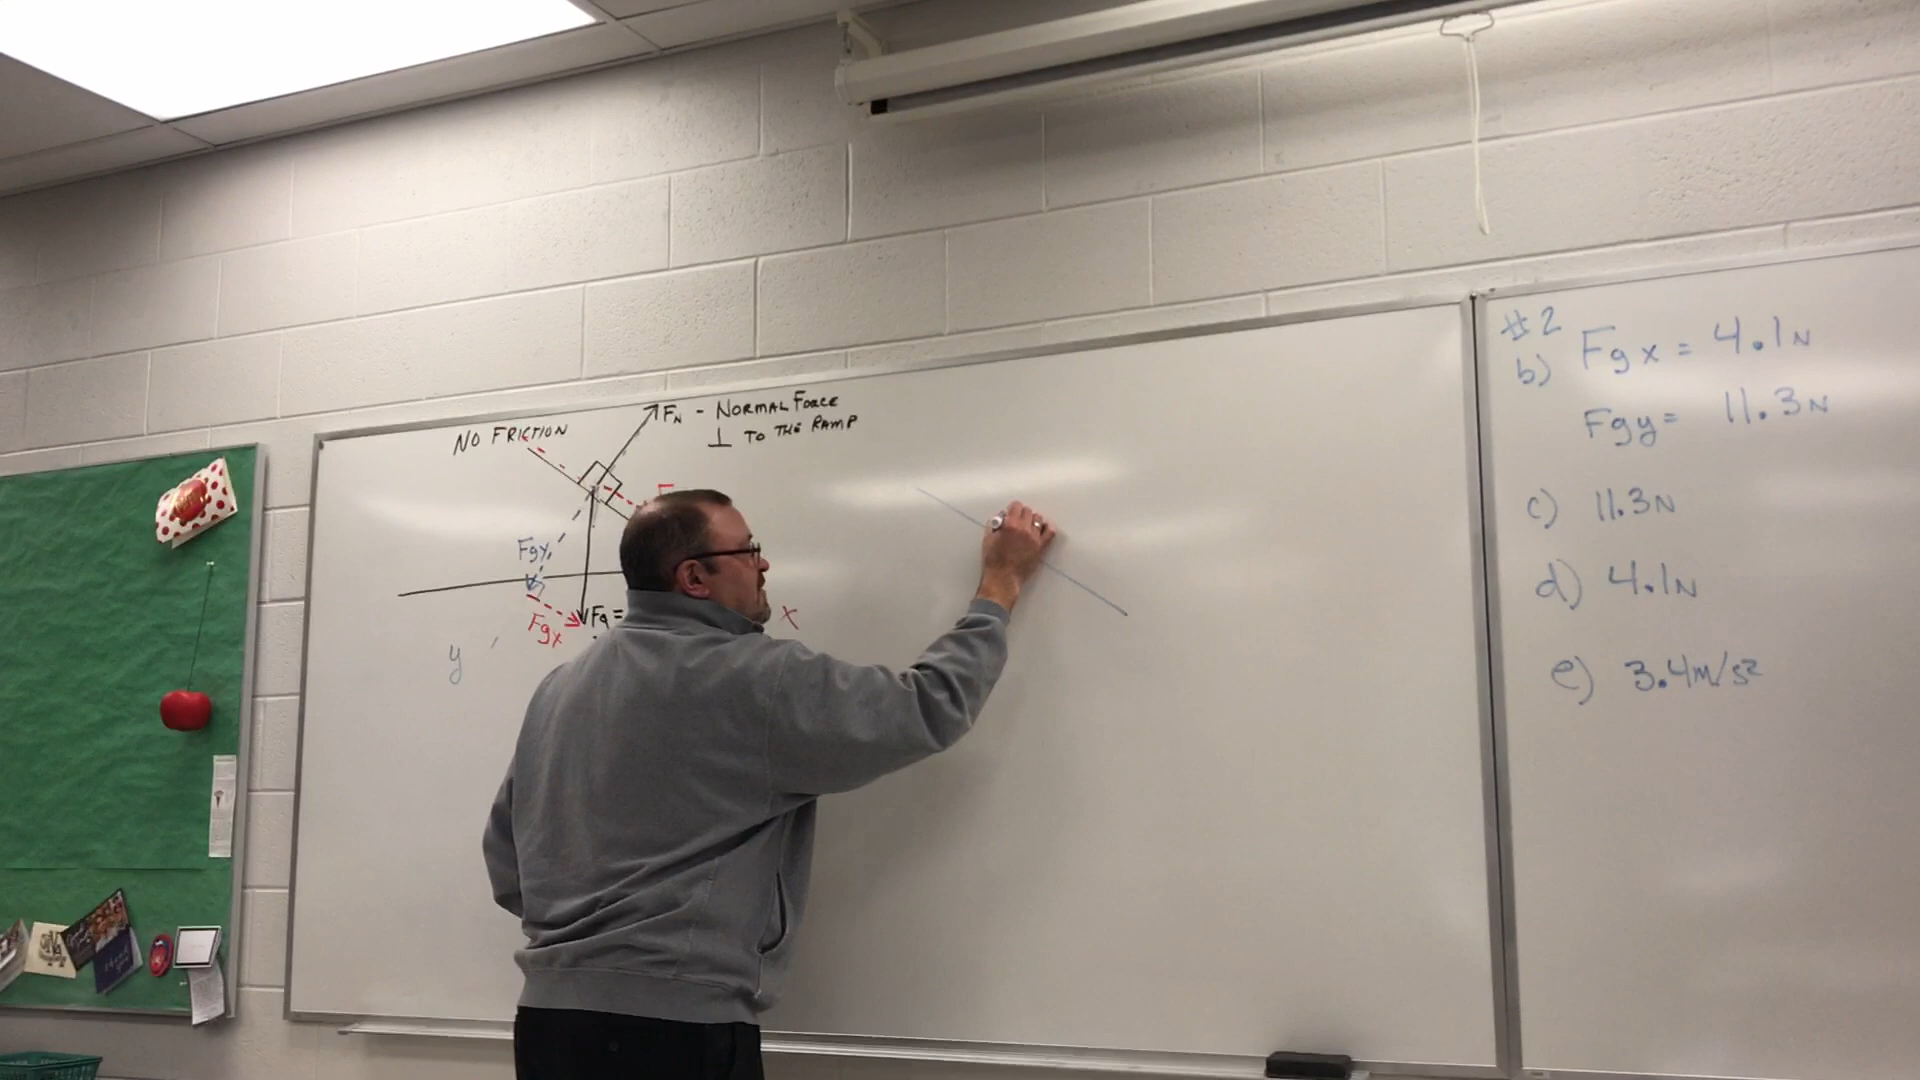 NO FRICTION
FN - NORMAL FORCE
⊥ TO THE RAMP
Fgy
Fg =
Fgx
x
y
#2
b) Fgx = 4.1N
Fgy = 11.3N
c) 11.3N
d) 4.1N
e) 3.4m/s²